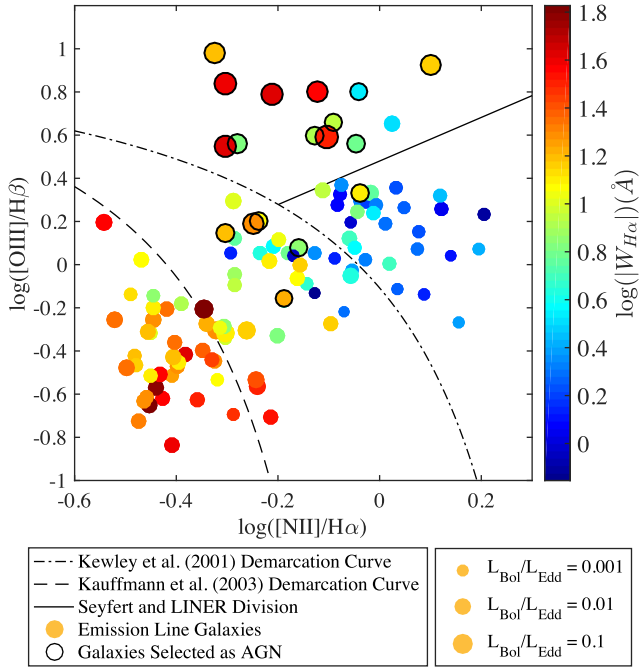 1
0.8
0.6
0.4
0.2
0
-0.2
-0.4
-0.6
-0.8
-1
log([OIII]/Hβ)
-0.6
-0.4
-0.2
0
0.2
log([NII]/Hα)
1.8
1.6
1.4
1.2
1
0.8
0.6
0.4
0.2
0
log(|W_Hα|)(Å)
Kewley et al. (2001) Demarcation Curve
Kauffmann et al. (2003) Demarcation Curve
Seyfert and LINER Division
Emission Line Galaxies
Galaxies Selected as AGN
L_Bol/L_Edd = 0.001
L_Bol/L_Edd = 0.01
L_Bol/L_Edd = 0.1